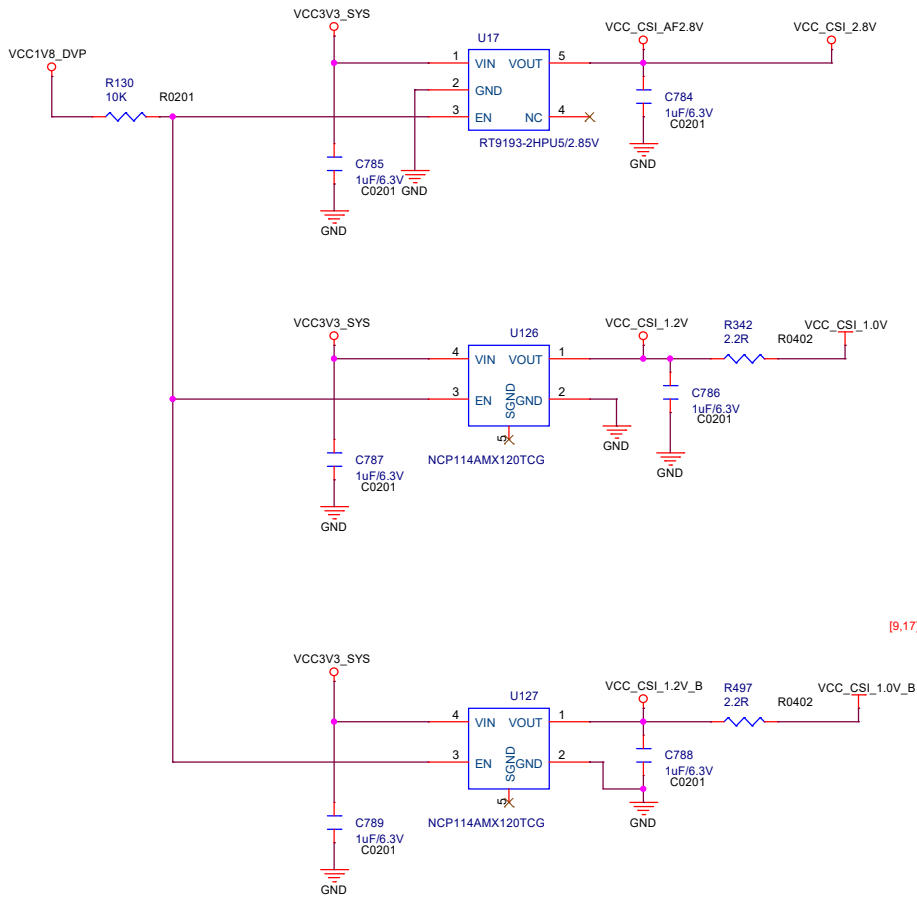 VCC3V3_SYS
VCC_CSI_AF2.8V
VCC_CSI_2.8V
VCC1V8_DVP
U17
R130
10K
R0201
1
VIN
VOUT
5
2
GND
3
EN
NC
4
RT9193-2HPU5/2.85V
C784
1uF/6.3V
C0201
GND
C785
1uF/6.3V
C0201
GND
GND
VCC3V3_SYS
U126
VCC_CSI_1.2V
R342
2.2R
R0402
VCC_CSI_1.0V
4
VIN
VOUT
1
3
EN
SGND
GND
2
5
NCP114AMX120TCG
GND
C786
1uF/6.3V
C0201
GND
C787
1uF/6.3V
C0201
GND
[9,17]
VCC3V3_SYS
U127
VCC_CSI_1.2V_B
R497
2.2R
R0402
VCC_CSI_1.0V_B
4
VIN
VOUT
1
3
EN
SGND
GND
2
5
NCP114AMX120TCG
C788
1uF/6.3V
C0201
GND
C789
1uF/6.3V
C0201
GND